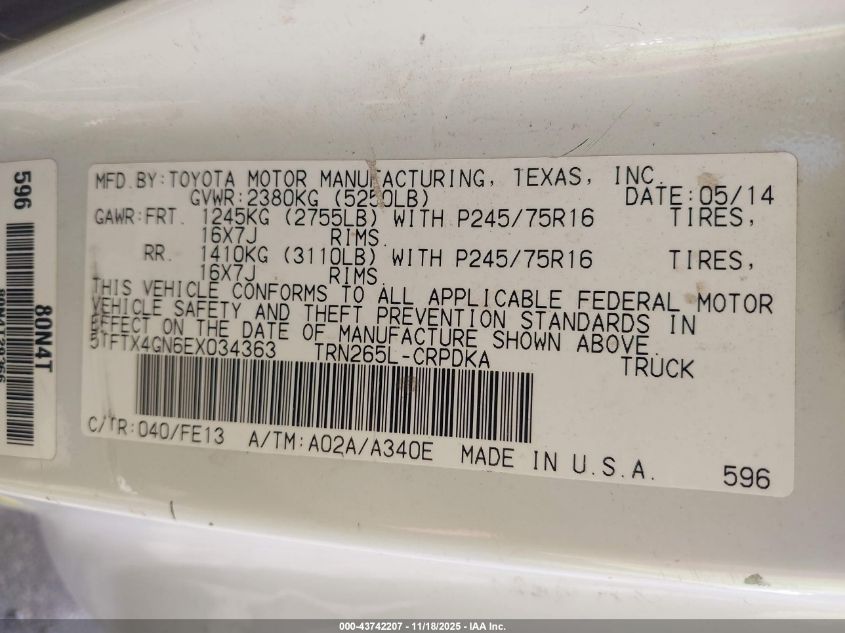 MFD. BY: TOYOTA MOTOR MANUFACTURING, TEXAS, INC.
GVWR: 2380KG (5250LB) DATE: 05/14
GAWR: FRT. 1245KG (2755LB) WITH P245/75R16 TIRES,
16X7J RIMS.
RR. 1410KG (3110LB) WITH P245/75R16 TIRES,
16X7J RIMS.
THIS VEHICLE CONFORMS TO ALL APPLICABLE FEDERAL MOTOR
VEHICLE SAFETY AND THEFT PREVENTION STANDARDS IN
EFFECT ON THE DATE OF MANUFACTURE SHOWN ABOVE.
5TFTX4GN6EX034363 TRN265L-CRPDKA TRUCK
C/TR: 040/FE13 A/TM: A02A/A340E MADE IN U.S.A.
596
596
80N4T
000-43742207 - 11/18/2025 - IAA Inc.